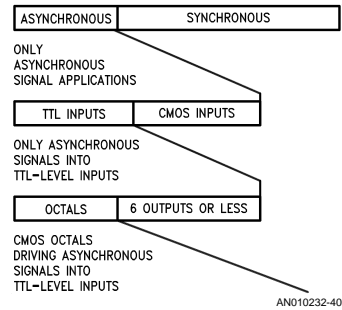 ASYNCHRONOUS SYNCHRONOUS
ONLY
ASYNCHRONOUS
SIGNAL APPLICATIONS
TTL INPUTS CMOS INPUTS
ONLY ASYNCHRONOUS
SIGNALS INTO
TTL-LEVEL INPUTS
OCTALS 6 OUTPUTS OR LESS
CMOS OCTALS
DRIVING ASYNCHRONOUS
SIGNALS INTO
TTL-LEVEL INPUTS
AN010232-40